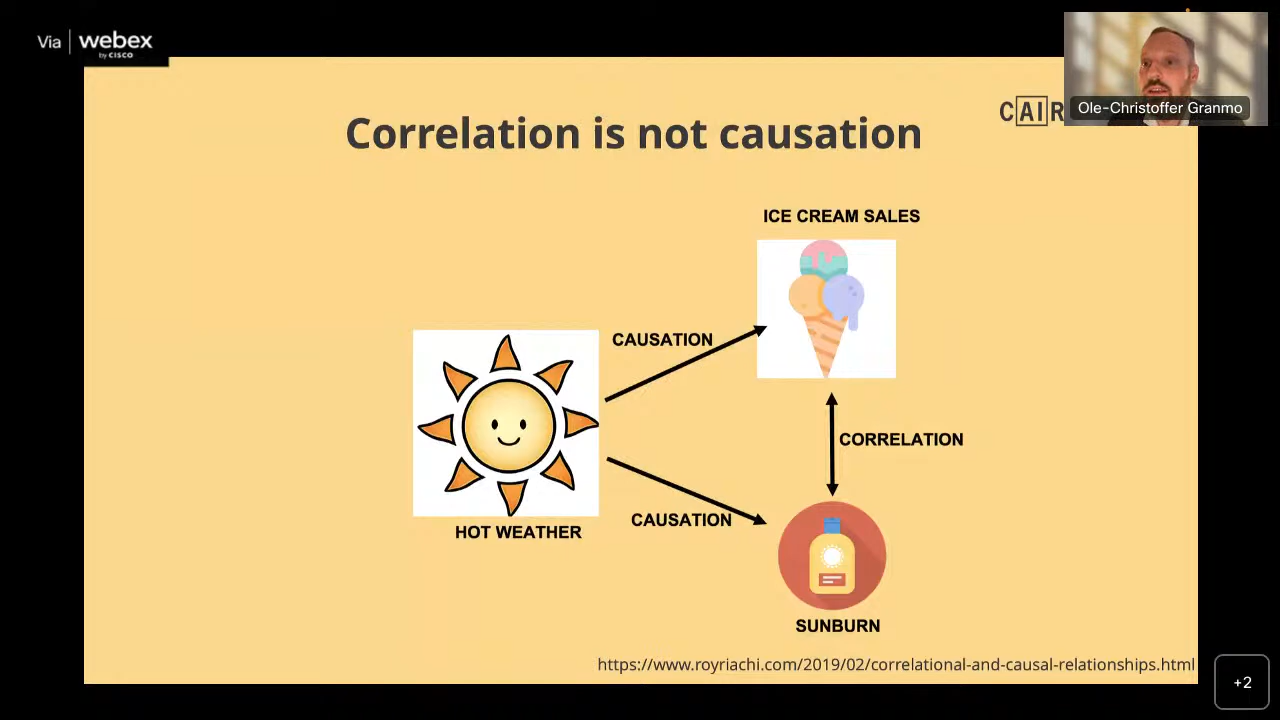 Via webex
by CISCO
CAIR
Ole-Christoffer Granmo
Correlation is not causation
ICE CREAM SALES
CAUSATION
CORRELATION
CAUSATION
HOT WEATHER
SUNBURN
https://www.royriachi.com/2019/02/correlational-and-causal-relationships.html
+2